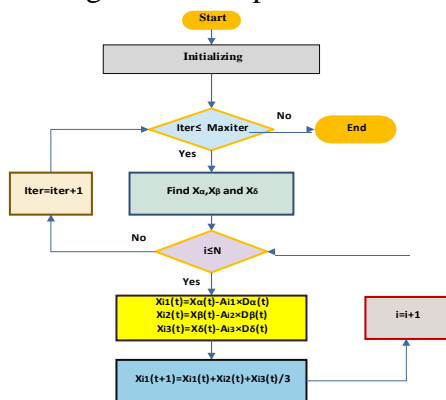 Start
Initializing
Iter≤ Maxiter
No
End
Yes
Iter=iter+1
Find Xα,Xβ and Xδ
No
i≤N
Yes
Xi1(t)=Xα(t)-Ai1×Dα(t)
Xi2(t)=Xβ(t)-Ai2×Dβ(t)
Xi3(t)=Xδ(t)-Ai3×Dδ(t)
i=i+1
Xi1(t+1)=Xi1(t)+Xi2(t)+Xi3(t)/3